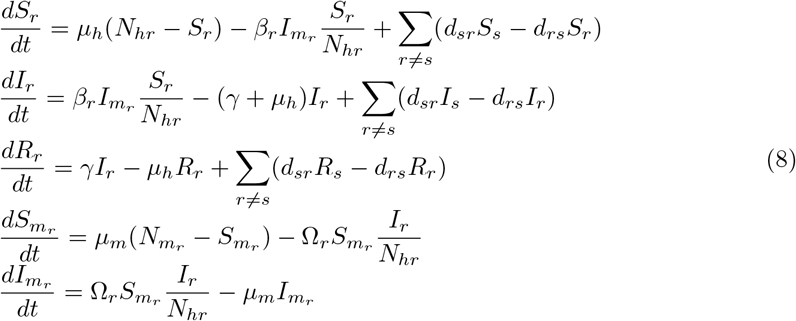 dS_r/dt = μ_h(N_{hr} − S_r) − β_r I_{m_r} S_r/N_{hr} + ∑_{r≠s}(d_{sr}S_s − d_{rs}S_r)
dI_r/dt = β_r I_{m_r} S_r/N_{hr} − (γ + μ_h)I_r + ∑_{r≠s}(d_{sr}I_s − d_{rs}I_r)
dR_r/dt = γI_r − μ_h R_r + ∑_{r≠s}(d_{sr}R_s − d_{rs}R_r) (8)
dS_{m_r}/dt = μ_m(N_{m_r} − S_{m_r}) − Ω_r S_{m_r} I_r/N_{hr}
dI_{m_r}/dt = Ω_r S_{m_r} I_r/N_{hr} − μ_m I_{m_r}